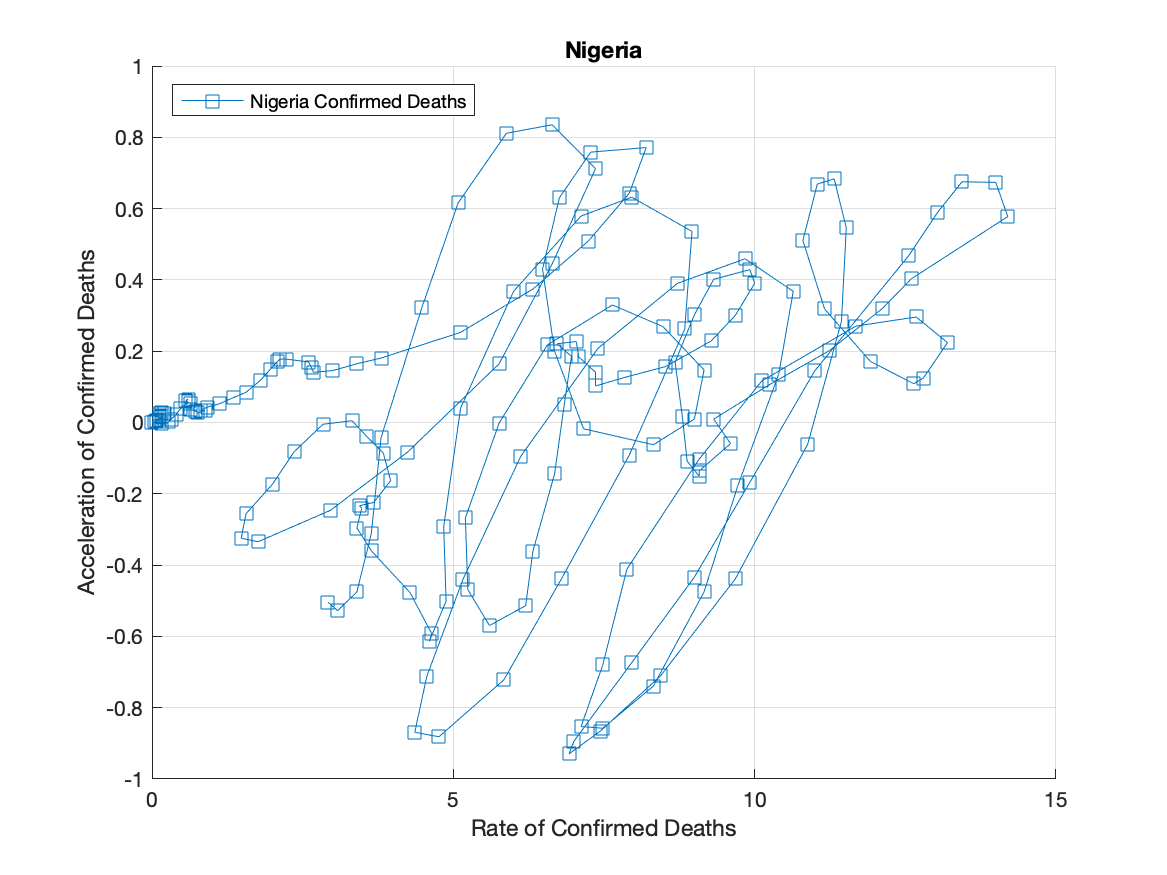 Nigeria
Nigeria Confirmed Deaths
1
0.8
0.6
0.4
0.2
0
-0.2
-0.4
-0.6
-0.8
-1
Acceleration of Confirmed Deaths
0 5 10 15
Rate of Confirmed Deaths